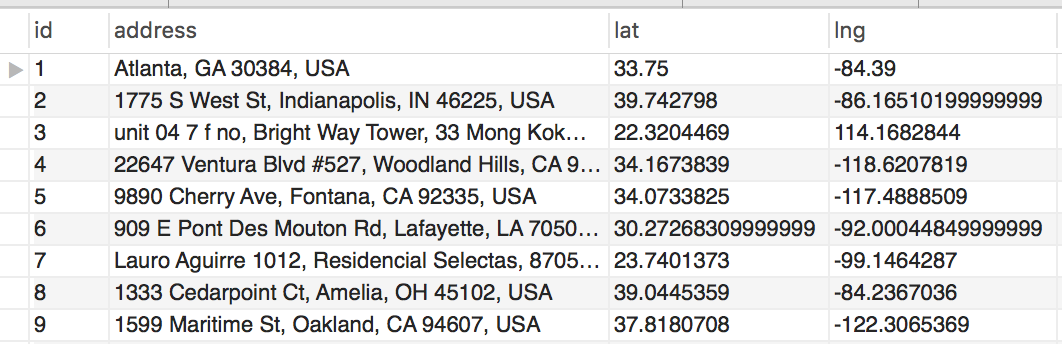 id address lat lng
1 Atlanta, GA 30384, USA 33.75 -84.39
2 1775 S West St, Indianapolis, IN 46225, USA 39.742798 -86.16510199999999
3 unit 04 7 f no, Bright Way Tower, 33 Mong Kok... 22.3204469 114.1682844
4 22647 Ventura Blvd #527, Woodland Hills, CA 9... 34.1673839 -118.6207819
5 9890 Cherry Ave, Fontana, CA 92335, USA 34.0733825 -117.4888509
6 909 E Pont Des Mouton Rd, Lafayette, LA 7050... 30.27268309999999 -92.00044849999999
7 Lauro Aguirre 1012, Residencial Selectas, 8705... 23.7401373 -99.1464287
8 1333 Cedarpoint Ct, Amelia, OH 45102, USA 39.0445359 -84.2367036
9 1599 Maritime St, Oakland, CA 94607, USA 37.8180708 -122.3065369